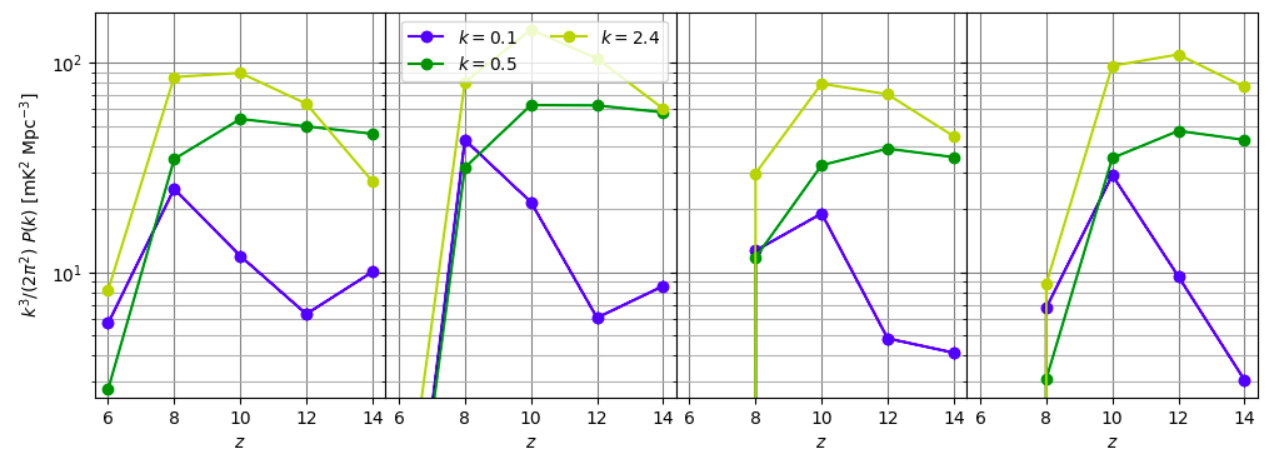 k = 0.1 k = 2.4
k = 0.5
10²
10¹
k³/(2π²) P(k) [mK² Mpc⁻³]
6 8 10 12 14 6 8 10 12 14 6 8 10 12 14 6 8 10 12 14
z z z z